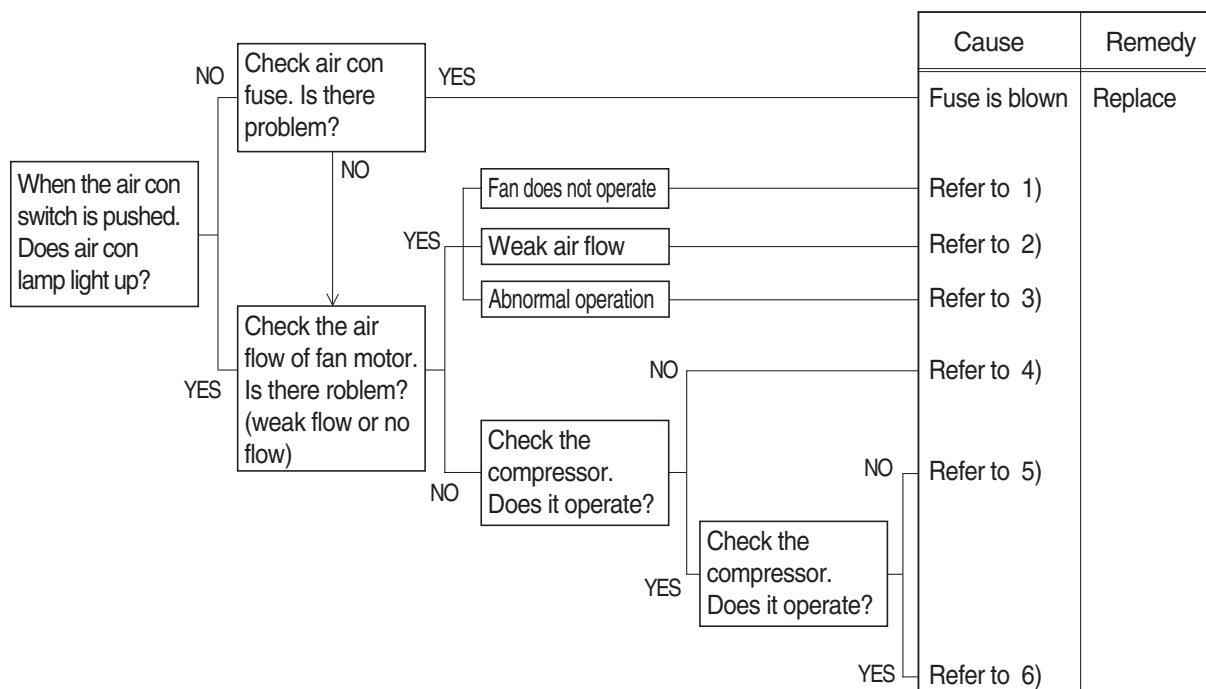 Cause
Remedy
NO
Check air con
fuse. Is there
problem?
YES
Fuse is blown
Replace
NO
When the air con
switch is pushed.
Does air con
lamp light up?
YES
Fan does not operate
Refer to 1)
Weak air flow
Refer to 2)
Abnormal operation
Refer to 3)
YES
Check the air
flow of fan motor.
Is there roblem?
(weak flow or no
flow)
NO
Refer to 4)
NO
Check the
compressor.
Does it operate?
NO
Refer to 5)
YES
Check the
compressor.
Does it operate?
YES
Refer to 6)